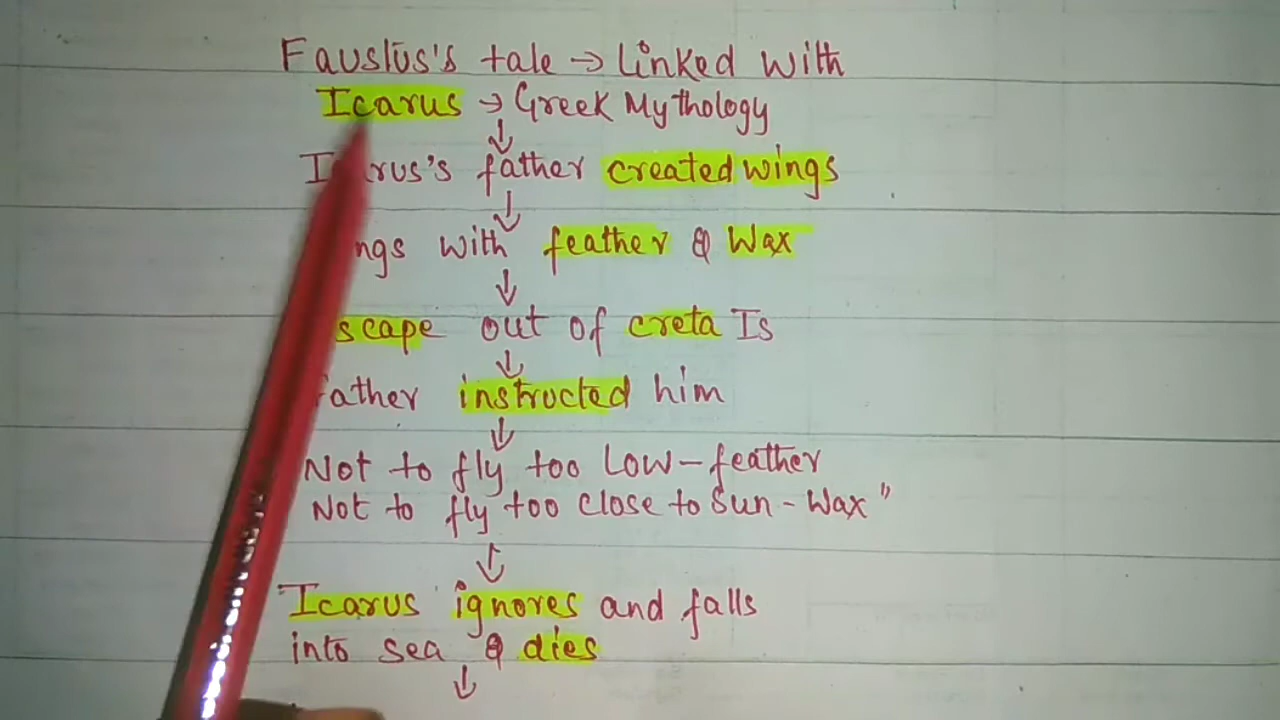 Faustus's tale → Linked with
Icarus → Greek Mythology
↓
father created wings
↓
with feather & Wax
↓
scape out of creta Is
↓
father instructed him
↓
Not to fly too Low - feather
Not to fly too close to Sun - Wax "
↓
Icarus ignores and falls
into sea & dies
↓